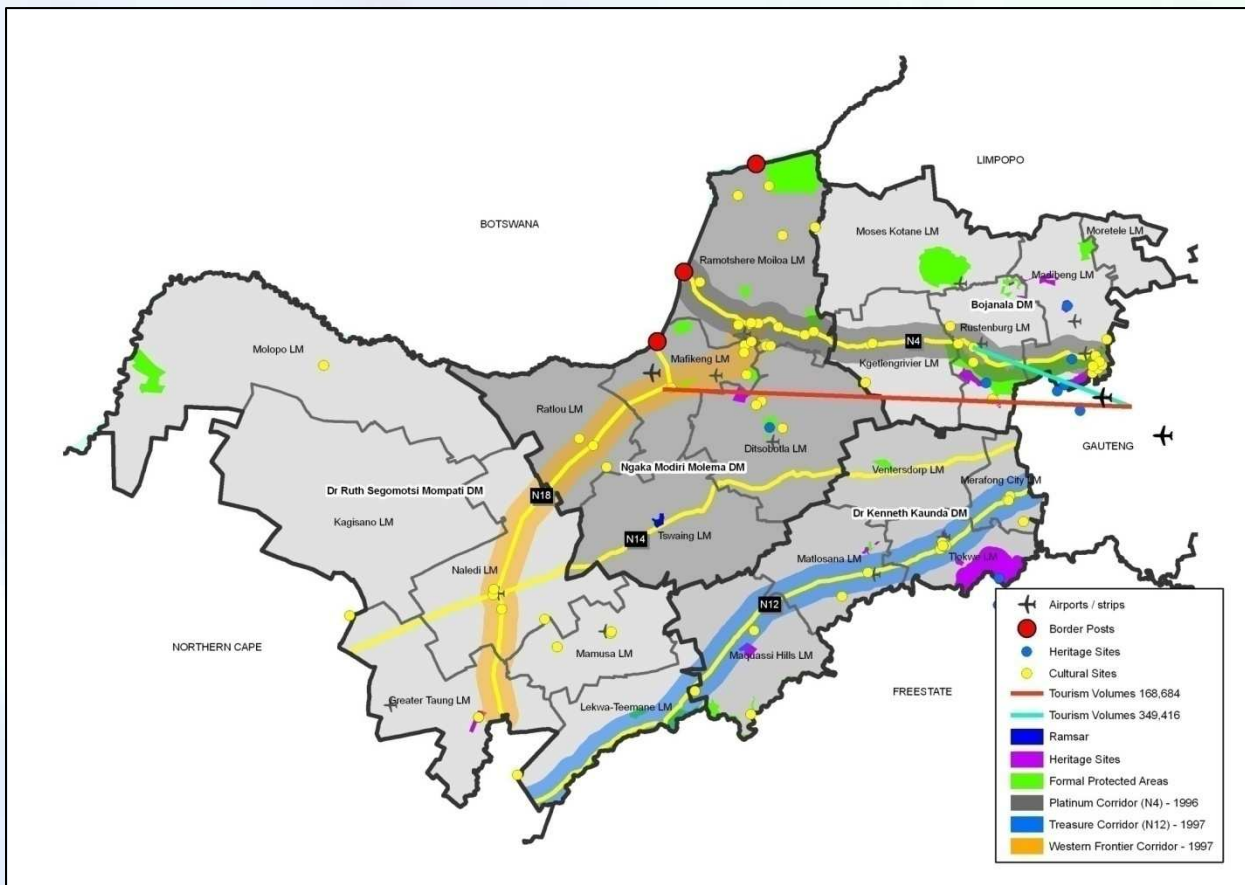 LIMPOPO
BOTSWANA
Moses Kotane LM
Moretele LM
Ramotshere Moiloa LM
Madibeng LM
Bojanala DM
Rustenburg LM
Molopo LM
N4
Mafikeng LM
Kgetlengrivier LM
Ratlou LM
GAUTENG
Ditsobotla LM
Ngaka Modiri Molema DM
Ventersdorp LM
Merafong City LM
Dr Ruth Segomotsi Mompati DM
N18
Kagisano LM
Dr Kenneth Kaunda DM
N14
Tswaing LM
Matlosana LM
Tlokwe LM
Naledi LM
N12
NORTHERN CAPE
Mamusa LM
Maquassi Hills LM
Greater Taung LM
Lekwa-Teemane LM
FREESTATE
Airports / strips
Border Posts
Heritage Sites
Cultural Sites
Tourism Volumes 168,684
Tourism Volumes 349,416
Ramsar
Heritage Sites
Formal Protected Areas
Platinum Corridor (N4) - 1996
Treasure Corridor (N12) - 1997
Western Frontier Corridor - 1997